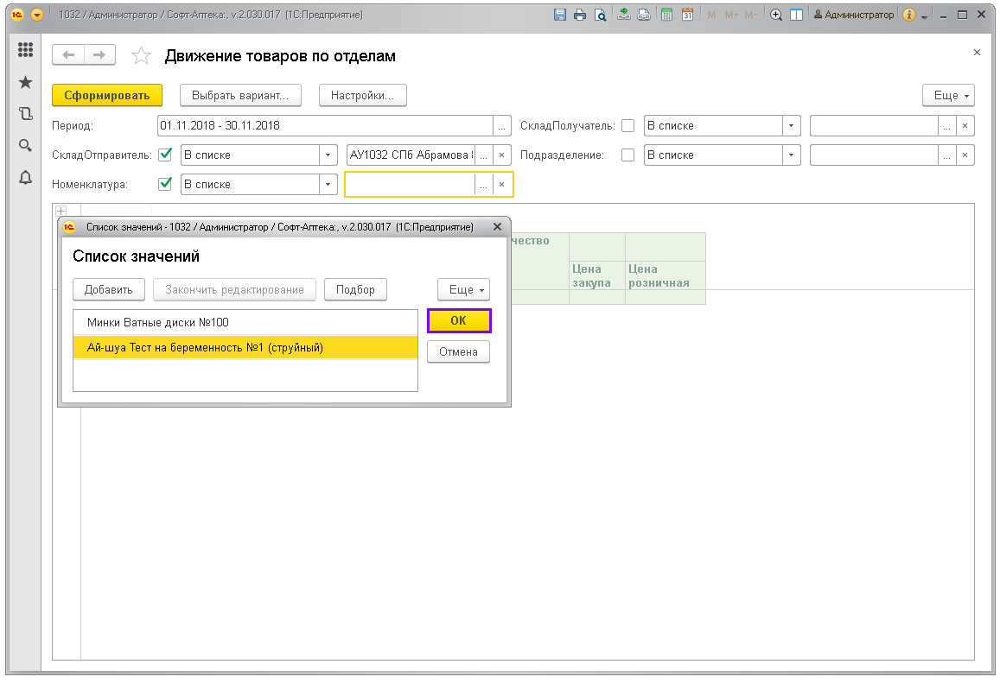 1032 / Администратор / Софт-Аптека:, v.2.030.017 (1С:Предприятие)
M M+ M- Администратор
Движение товаров по отделам
Сформировать Выбрать вариант... Настройки... Еще
Период: 01.11.2018 - 30.11.2018 ... СкладПолучатель: В списке ... ×
СкладОтправитель: В списке АУ1032 СПб Абрамова ... × Подразделение: В списке ... ×
Номенклатура: В списке ... ×
Список значений - 1032 / Администратор / Софт-Аптека:, v.2.030.017 (1С:Предприятие)
чество
Список значений
Цена закупа
Цена розничная
Добавить Закончить редактирование Подбор Еще
Минки Ватные диски №100
ОК
Ай-шуа Тест на беременность №1 (струйный)
Отмена